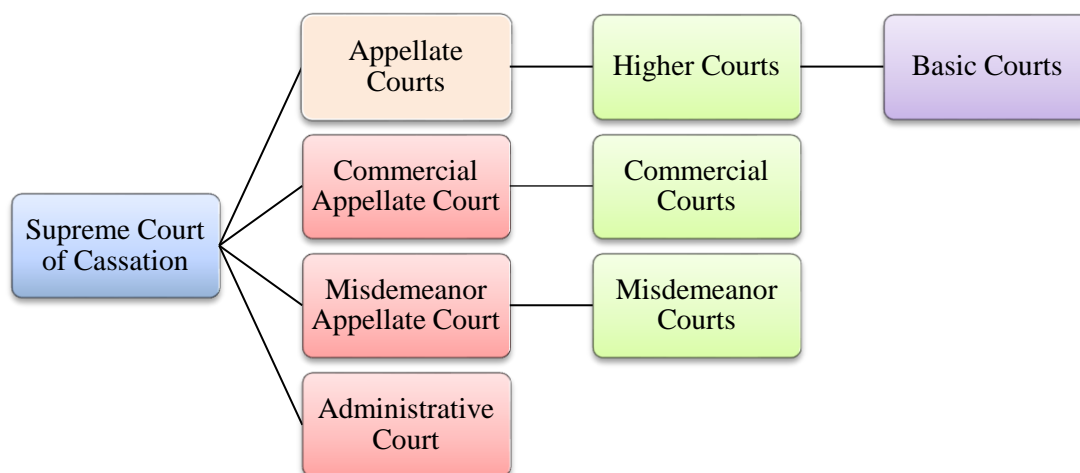 Appellate
Courts
Higher Courts
Basic Courts
Commercial
Appellate Court
Commercial
Courts
Supreme Court
of Cassation
Misdemeanor
Appellate Court
Misdemeanor
Courts
Administrative
Court